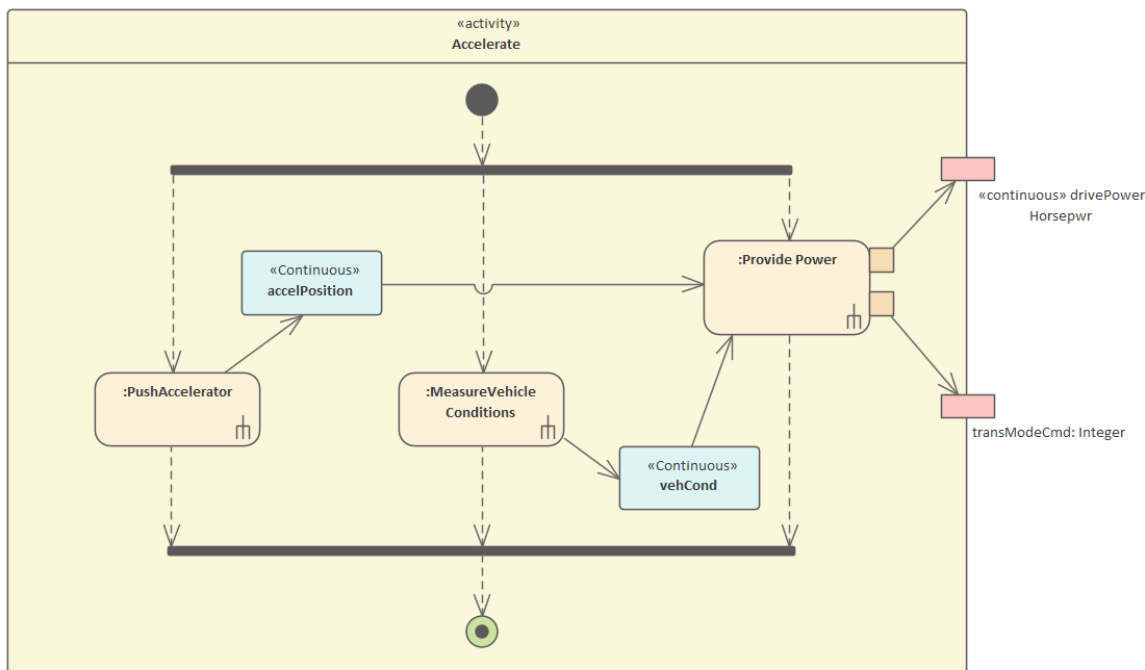 «activity»
Accelerate
«continuous» drivePower
Horsepwr
:Provide Power
«Continuous»
accelPosition
:PushAccelerator
:MeasureVehicle
Conditions
transModeCmd: Integer
«Continuous»
vehCond